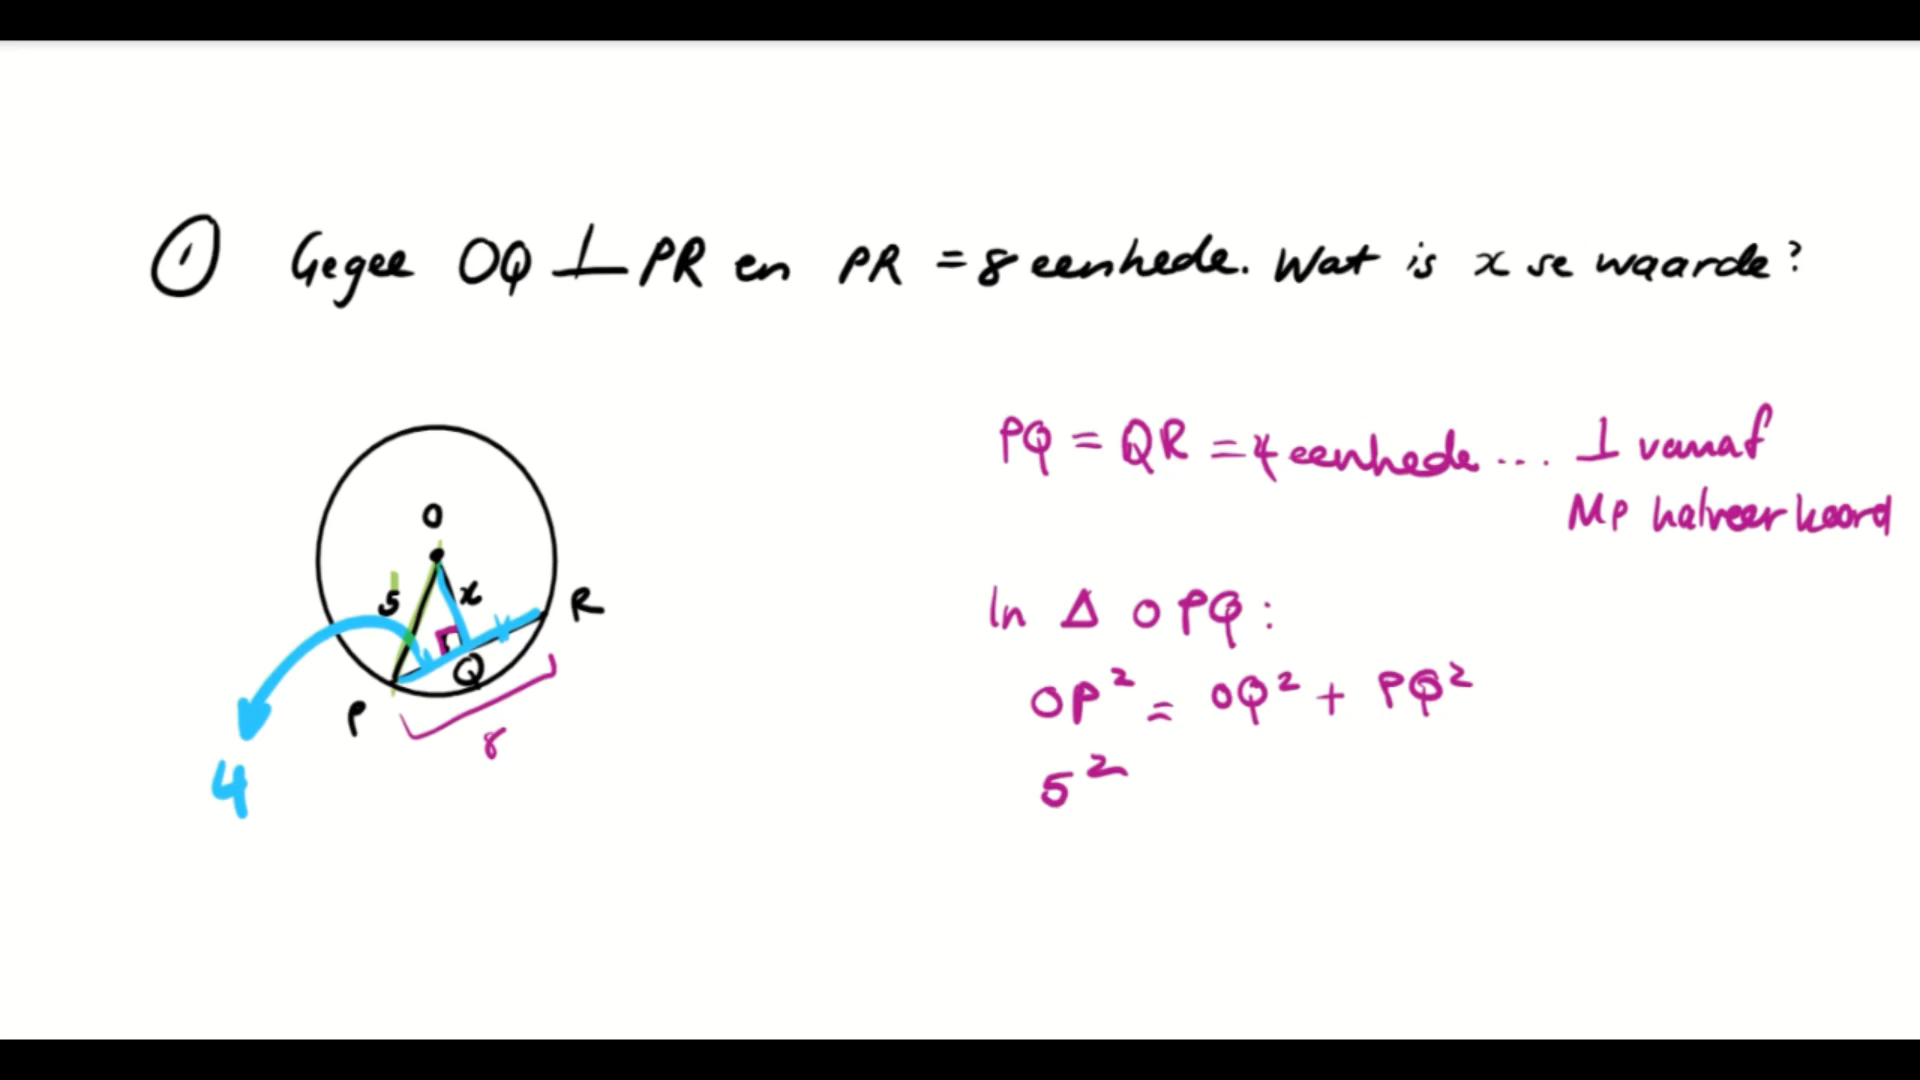 ① Gegee OQ ⊥ PR en PR = 8 eenhede. Wat is x se waarde?
PQ = QR = 4 eenhede ... ⊥ vanaf
Mp halveer koord
O
5
x
R
Q
P
8
4
In Δ OPQ:
OP² = OQ² + PQ²
5²